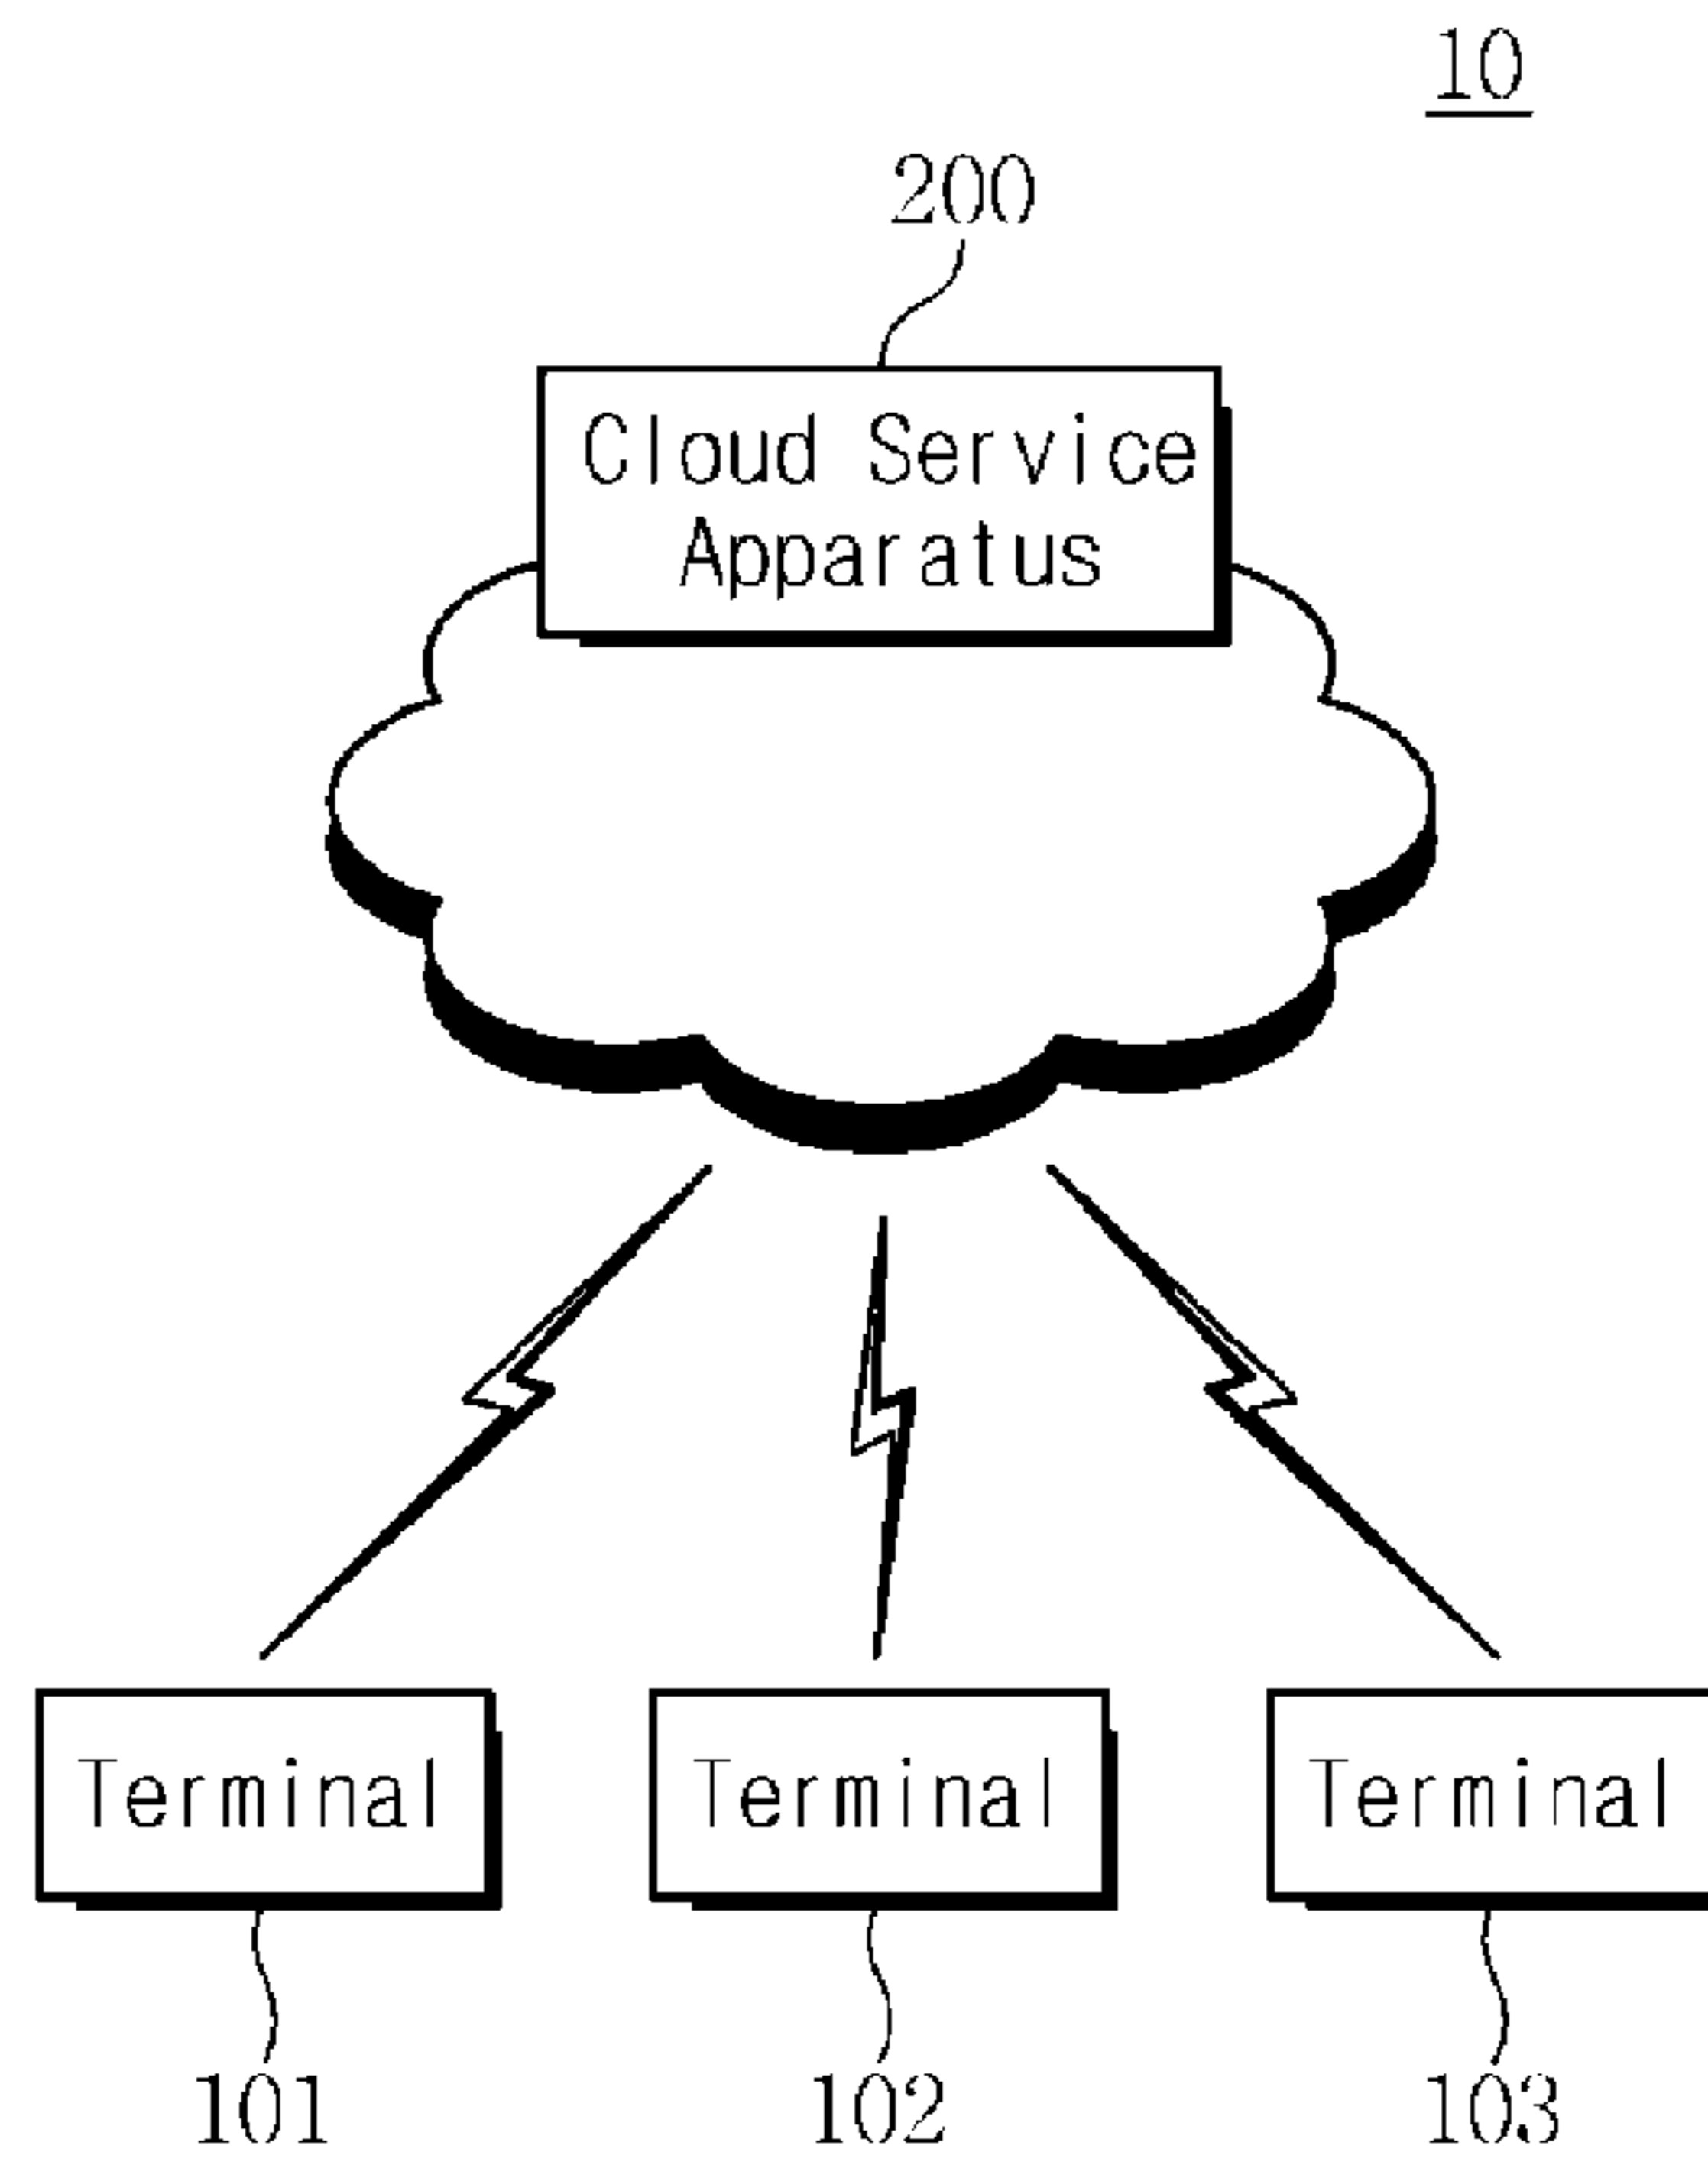 10
200
Cloud Service
Apparatus
Terminal
Terminal
Terminal
101
102
103